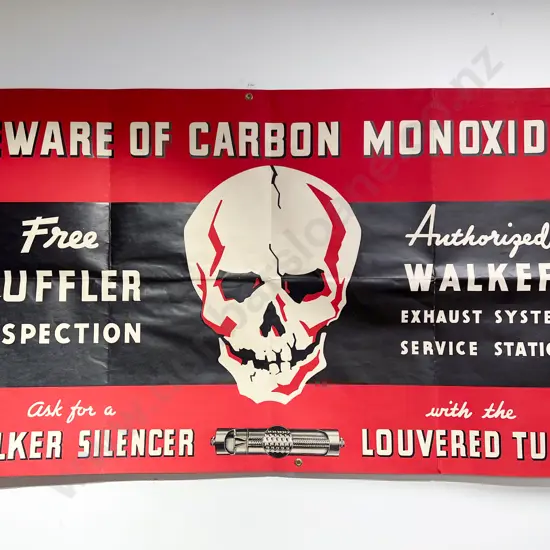 EWARE OF CARBON MONOXID
Free
UFFLER
SPECTION
Authorized
WALKER
EXHAUST SYSTE
SERVICE STATIO
ask for a
LKER SILENCER
with the
LOUVERED TU